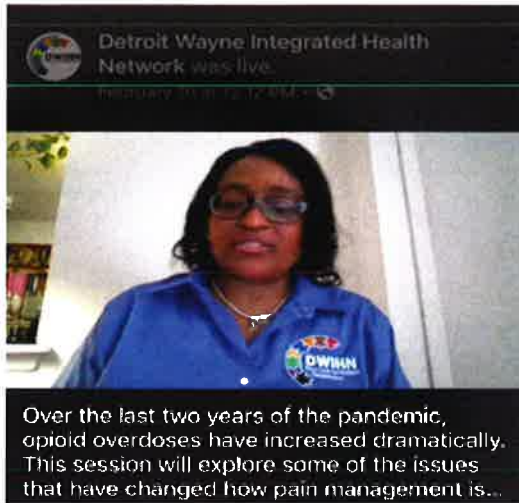 Detroit Wayne Integrated Health
Network was live.
DWIHN
Over the last two years of the pandemic,
opioid overdoses have increased dramatically.
This session will explore some of the issues
that have changed how pain management is...